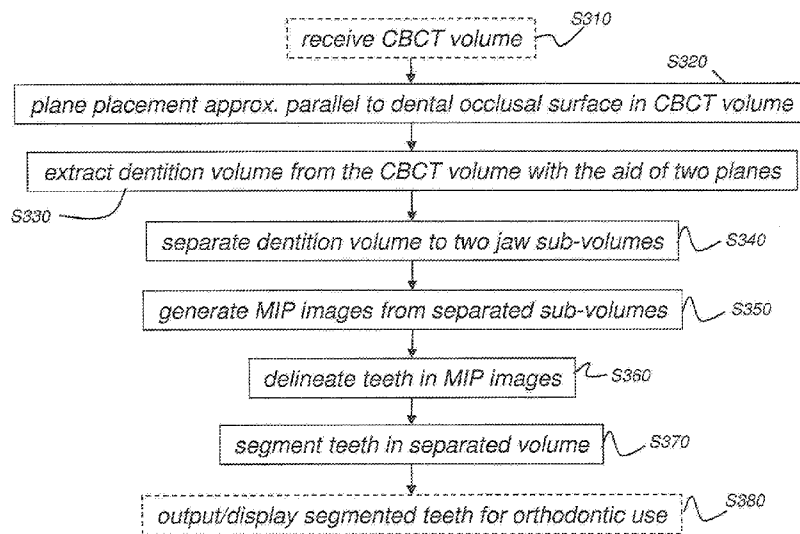 S310
receive CBCT volume
S320
plane placement approx. parallel to dental occlusal surface in CBCT volume
extract dentition volume from the CBCT volume with the aid of two planes
S330
separate dentition volume to two jaw sub-volumes
S340
generate MIP images from separated sub-volumes
S350
delineate teeth in MIP images
S360
segment teeth in separated volume
S370
output/display segmented teeth for orthodontic use
S380